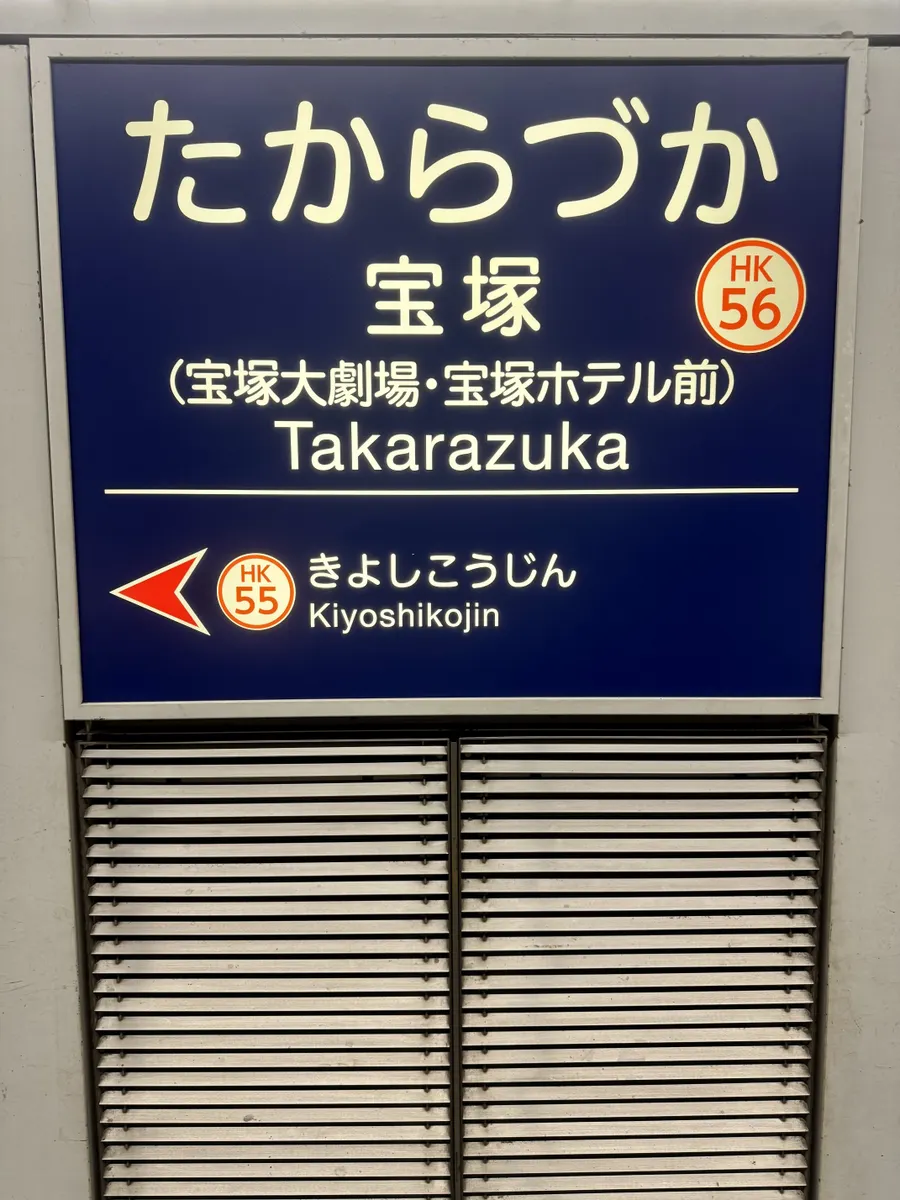 たからづか
宝塚
HK
56
(宝塚大劇場・宝塚ホテル前)
Takarazuka
HK
55
きよしこうじん
Kiyoshikojin